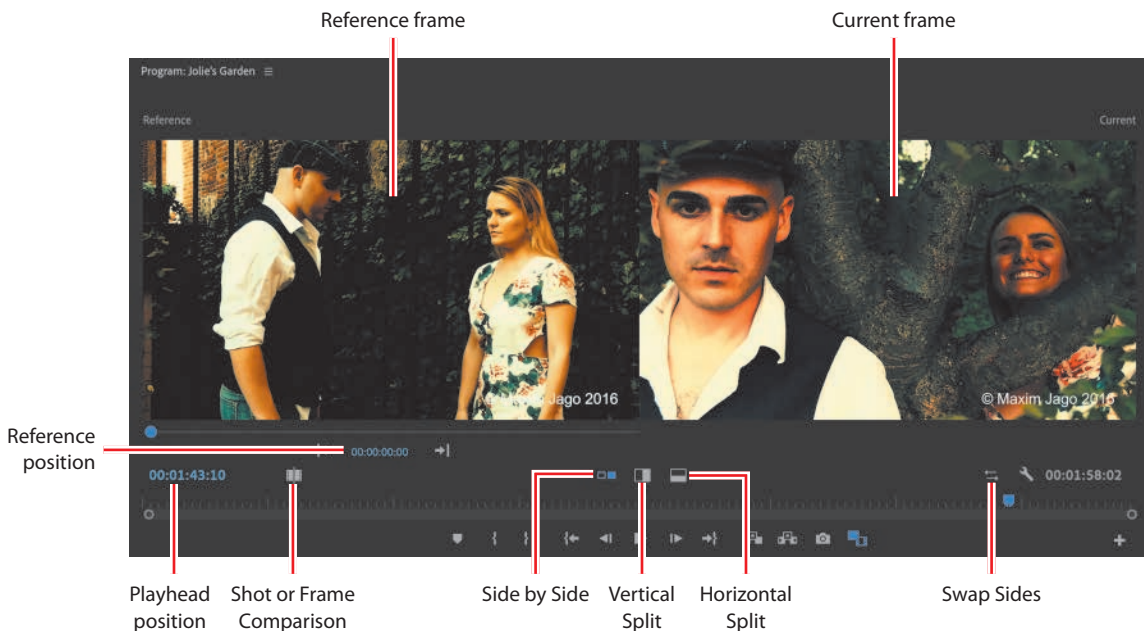 Reference frame
Current frame
Program: Jolie's Garden
Reference
Current
© Maxim Jago 2016
© Maxim Jago 2016
Reference
position
00:00:00:00
00:01:43:10
00:01:58:02
Playhead
position
Shot or Frame
Comparison
Side by Side
Vertical
Split
Horizontal
Split
Swap Sides